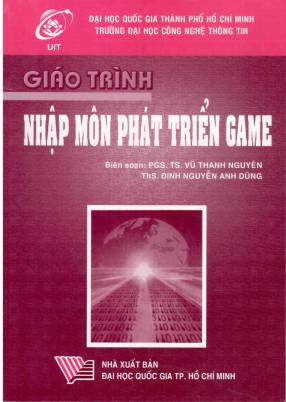 ĐẠI HỌC QUỐC GIA THÀNH PHỐ HỒ CHÍ MINH
TRƯỜNG ĐẠI HỌC CÔNG NGHỆ THÔNG TIN
UIT
GIÁO TRÌNH
NHẬP MÔN PHÁT TRIỂN GAME
Biên soạn: PGS. TS. VŨ THANH NGUYÊN
ThS. ĐINH NGUYỄN ANH DŨNG
NHÀ XUẤT BẢN
ĐẠI HỌC QUỐC GIA TP. HỒ CHÍ MINH